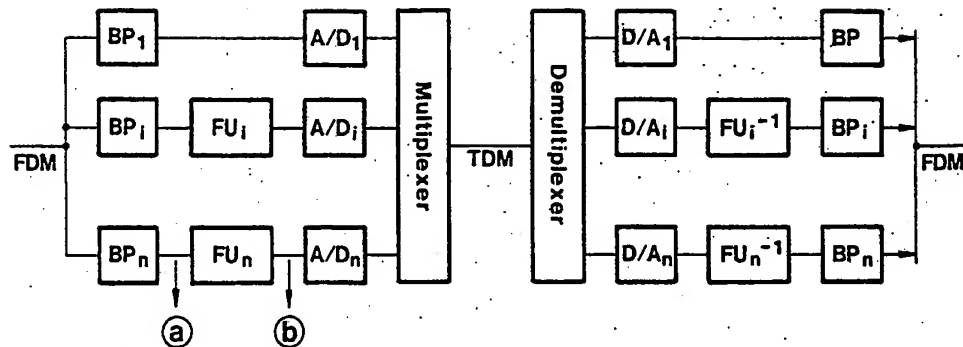 BP₁ A/D₁ D/A₁ BP
BPᵢ FUᵢ A/Dᵢ D/Aᵢ FUᵢ⁻¹ BPᵢ
FDM Multiplexer TDM Demultiplexer FDM
BPₙ FUₙ A/Dₙ D/Aₙ FUₙ⁻¹ BPₙ
a b